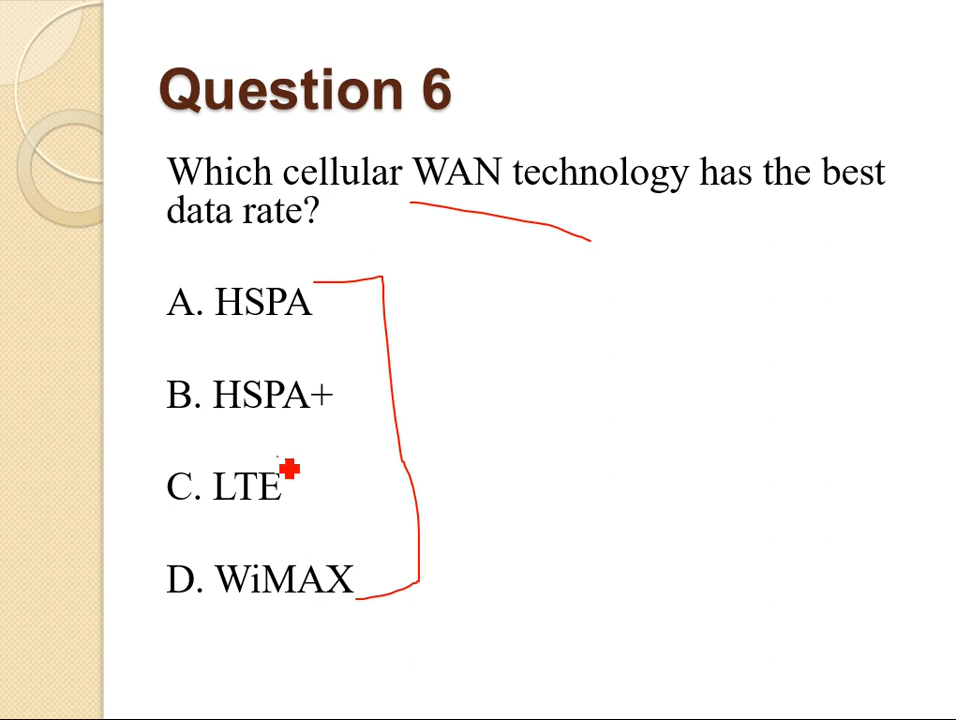 Question 6
Which cellular WAN technology has the best
data rate?
A. HSPA
B. HSPA+
C. LTE
D. WiMAX